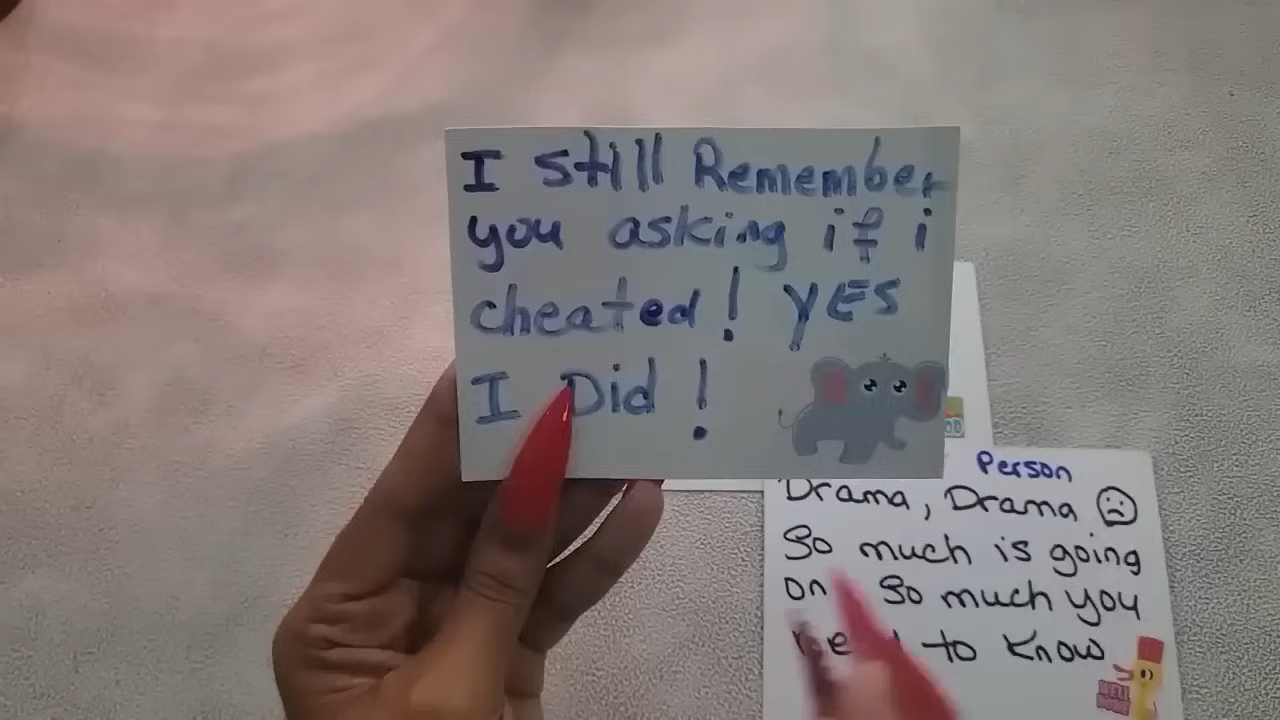 I still Remember
you asking if i
cheated! YES
I Did!
Person
Drama, Drama
So much is going
on So much you
to Know